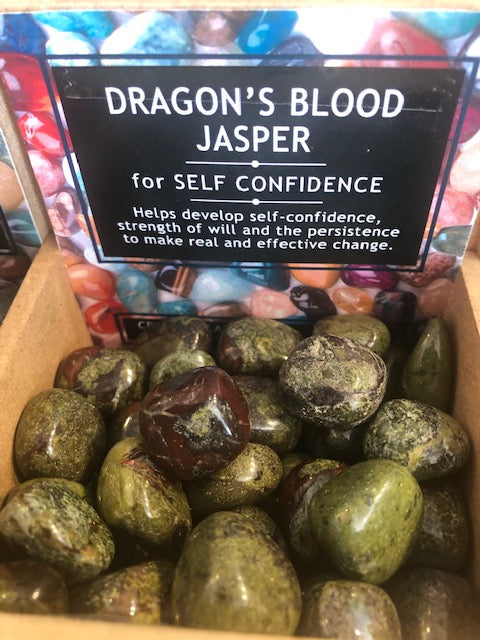 DRAGON'S BLOOD
JASPER
for SELF CONFIDENCE
Helps develop self-confidence,
strength of will and the persistence
to make real and effective change.